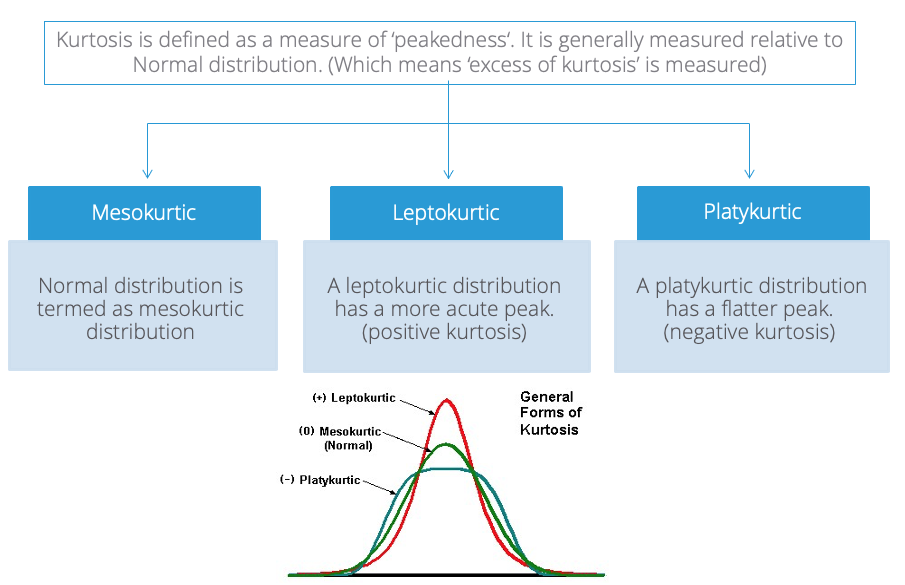 Kurtosis is defined as a measure of ‘peakedness‘. It is generally measured relative to
Normal distribution. (Which means ‘excess of kurtosis’ is measured)
Mesokurtic
Normal distribution is
termed as mesokurtic
distribution
Leptokurtic
A leptokurtic distribution
has a more acute peak.
(positive kurtosis)
Platykurtic
A platykurtic distribution
has a flatter peak.
(negative kurtosis)
General
Forms of
Kurtosis
(+) Leptokurtic
(0) Mesokurtic
(Normal)
(−) Platykurtic